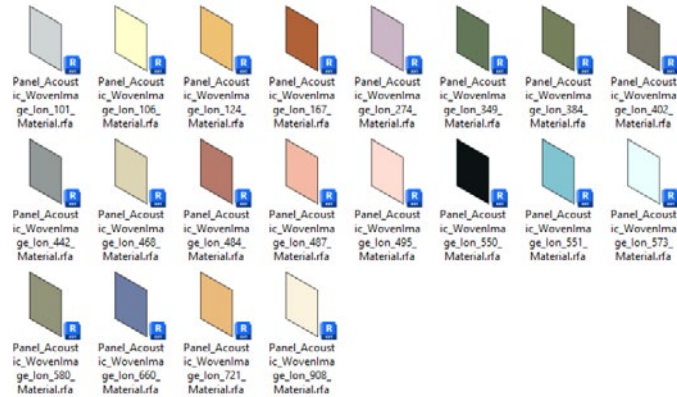 Panel_Acoust
ic_WovenIma
ge_Ion_101_
Material.rfa
Panel_Acoust
ic_WovenIma
ge_Ion_106_
Material.rfa
Panel_Acoust
ic_WovenIma
ge_Ion_124_
Material.rfa
Panel_Acoust
ic_WovenIma
ge_Ion_167_
Material.rfa
Panel_Acoust
ic_WovenIma
ge_Ion_274_
Material.rfa
Panel_Acoust
ic_WovenIma
ge_Ion_349_
Material.rfa
Panel_Acoust
ic_WovenIma
ge_Ion_384_
Material.rfa
Panel_Acoust
ic_WovenIma
ge_Ion_402_
Material.rfa
Panel_Acoust
ic_WovenIma
ge_Ion_442_
Material.rfa
Panel_Acoust
ic_WovenIma
ge_Ion_468_
Material.rfa
Panel_Acoust
ic_WovenIma
ge_Ion_484_
Material.rfa
Panel_Acoust
ic_WovenIma
ge_Ion_487_
Material.rfa
Panel_Acoust
ic_WovenIma
ge_Ion_495_
Material.rfa
Panel_Acoust
ic_WovenIma
ge_Ion_550_
Material.rfa
Panel_Acoust
ic_WovenIma
ge_Ion_551_
Material.rfa
Panel_Acoust
ic_WovenIma
ge_Ion_573_
Material.rfa
Panel_Acoust
ic_WovenIma
ge_Ion_580_
Material.rfa
Panel_Acoust
ic_WovenIma
ge_Ion_660_
Material.rfa
Panel_Acoust
ic_WovenIma
ge_Ion_721_
Material.rfa
Panel_Acoust
ic_WovenIma
ge_Ion_908_
Material.rfa